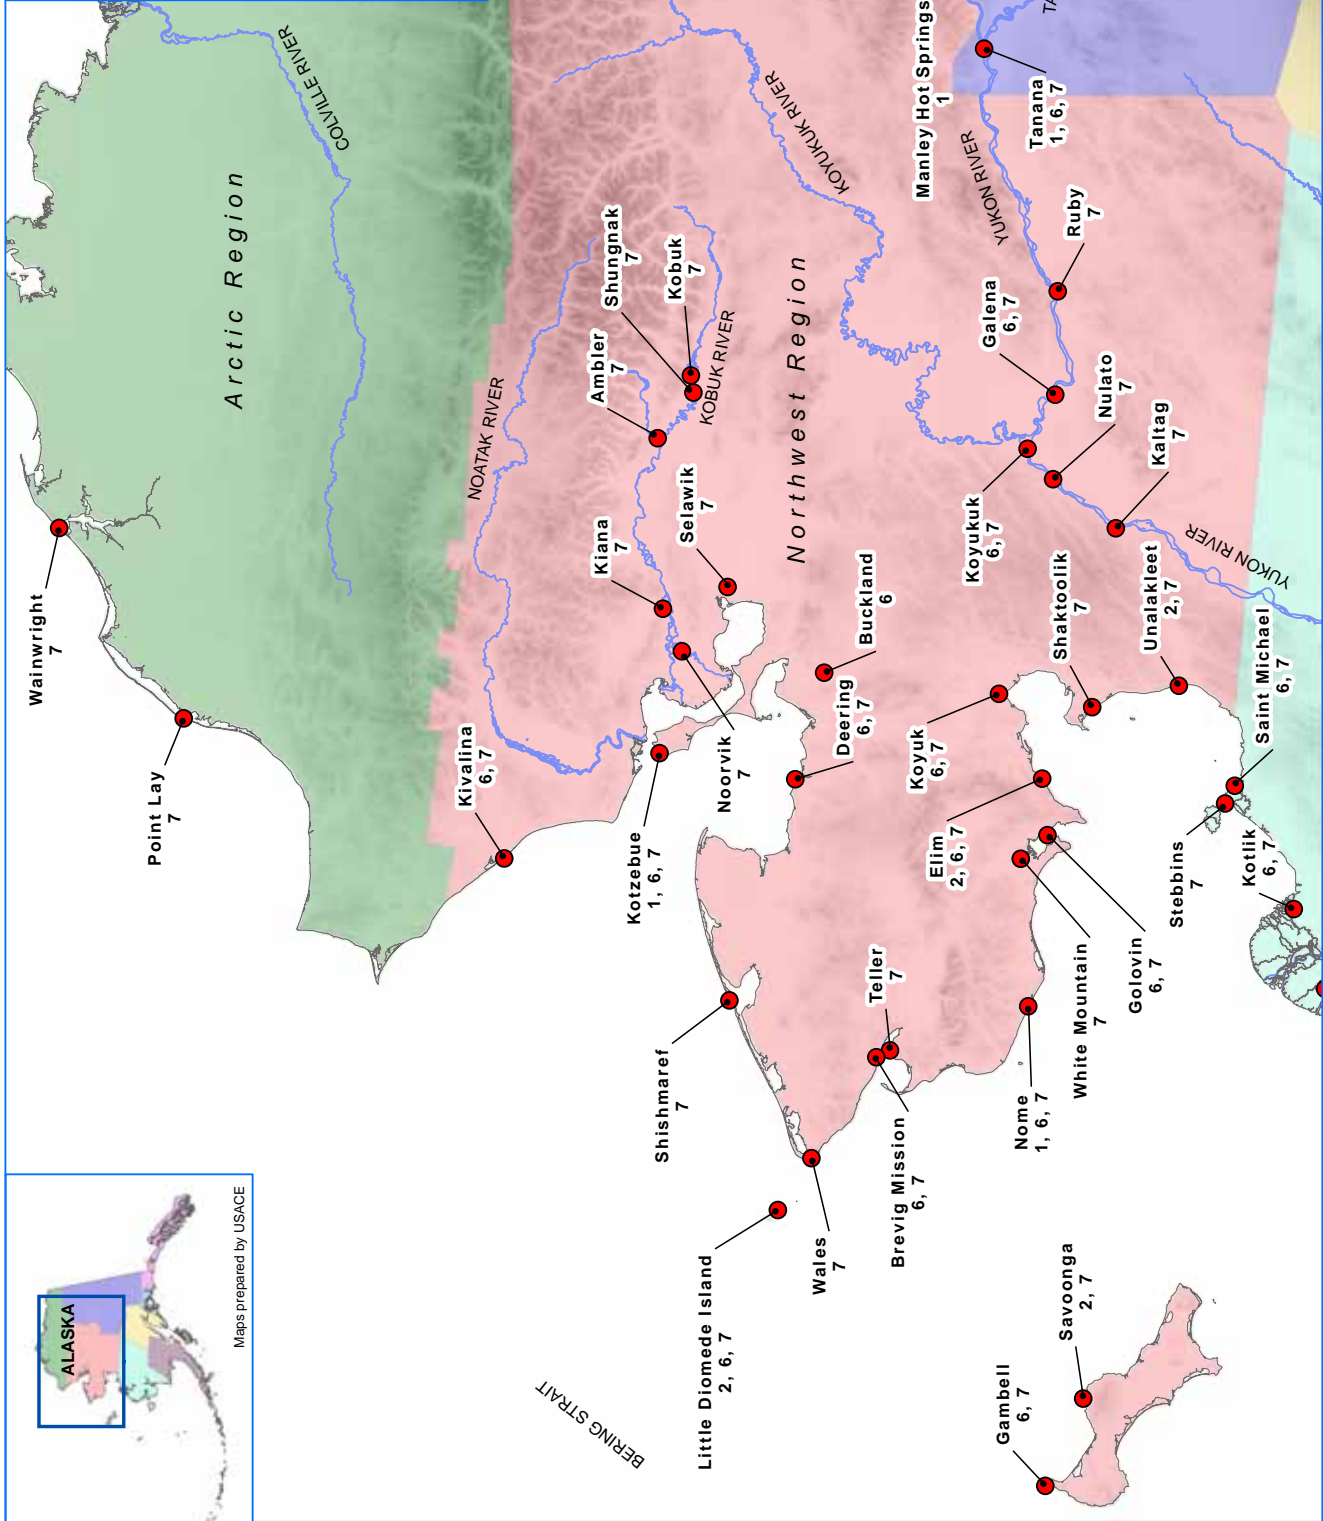 Wainwright
7
Point Lay
7
Arctic Region
COLVILLE RIVER
Kivalina
6, 7
NOATAK RIVER
Kotzebue
1, 6, 7
Noorvik
7
Kiana
7
Selawik
7
Ambler
7
Shungnak
7
Kobuk
7
KOBUK RIVER
KOYUKUK RIVER
Northwest Region
Buckland
6
Deering
6, 7
Shishmaref
7
Little Diomede Island
2, 6, 7
Wales
7
Brevig Mission
6, 7
Teller
7
BERING STRAIT
Gambell
6, 7
Savoonga
2, 7
Nome
1, 6, 7
White Mountain
7
Golovin
6, 7
Elim
2, 6, 7
Koyuk
6, 7
Shaktoolik
7
Unalakleet
2, 7
Saint Michael
6, 7
Stebbins
7
Kotlik
6, 7
Koyukuk
6, 7
Nulato
7
Kaltag
7
Galena
6, 7
Ruby
7
YUKON RIVER
YUKON RIVER
Manley Hot Springs
1
Tanana
1, 6, 7
TA
ALASKA
Maps prepared by USACE